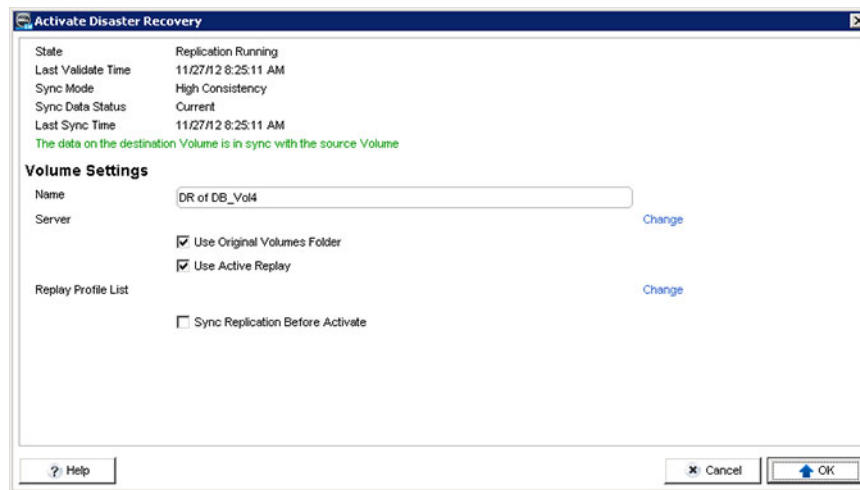 Activate Disaster Recovery
State Replication Running
Last Validate Time 11/27/12 8:25:11 AM
Sync Mode High Consistency
Sync Data Status Current
Last Sync Time 11/27/12 8:25:11 AM
The data on the destination Volume is in sync with the source Volume
Volume Settings
Name DR of DB_Vol4
Server Change
Use Original Volumes Folder
Use Active Replay
Replay Profile List Change
Sync Replication Before Activate
? Help Cancel OK